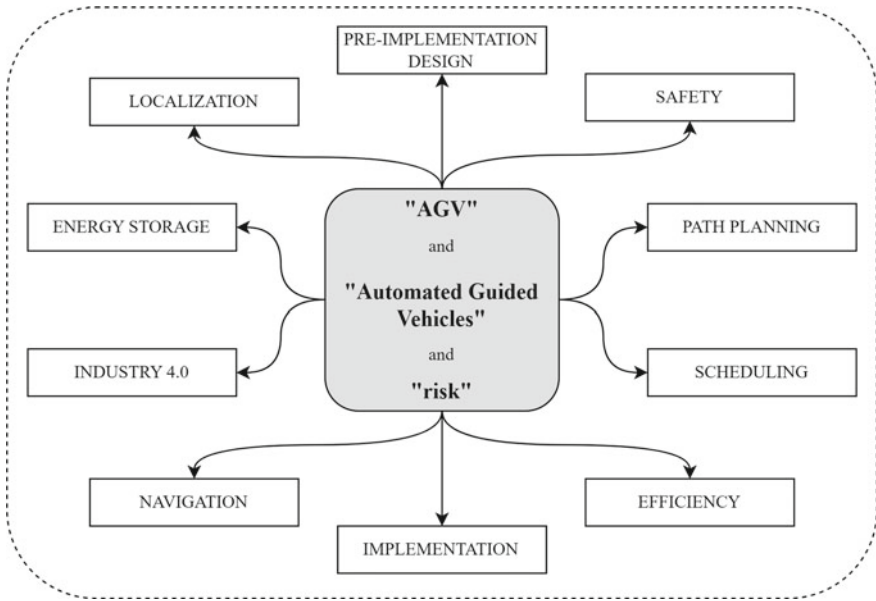 PRE-IMPLEMENTATION
DESIGN
LOCALIZATION
SAFETY
"AGV"
and
"Automated Guided
Vehicles"
and
"risk"
ENERGY STORAGE
PATH PLANNING
INDUSTRY 4.0
SCHEDULING
NAVIGATION
EFFICIENCY
IMPLEMENTATION